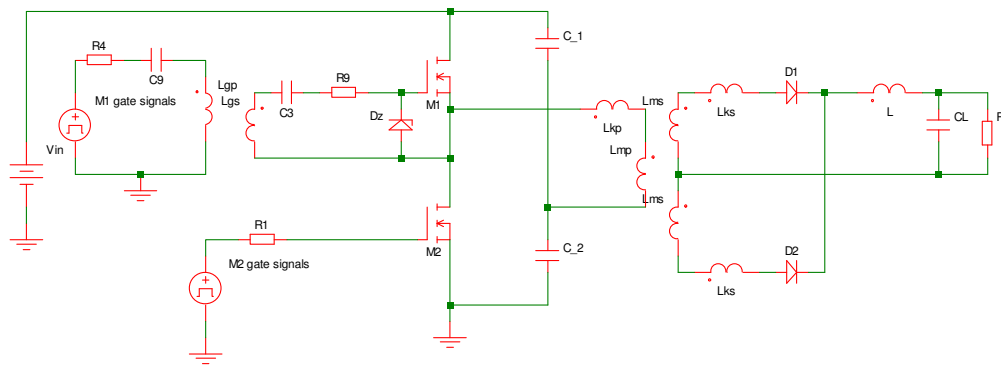 R4
C9
M1 gate signals
Vin
Lgp
Lgs
C3
R9
Dz
M1
C_1
Lkp
Lms
Lmp
Lms
Lks
D1
L
CL
R
R1
M2 gate signals
M2
C_2
Lks
D2